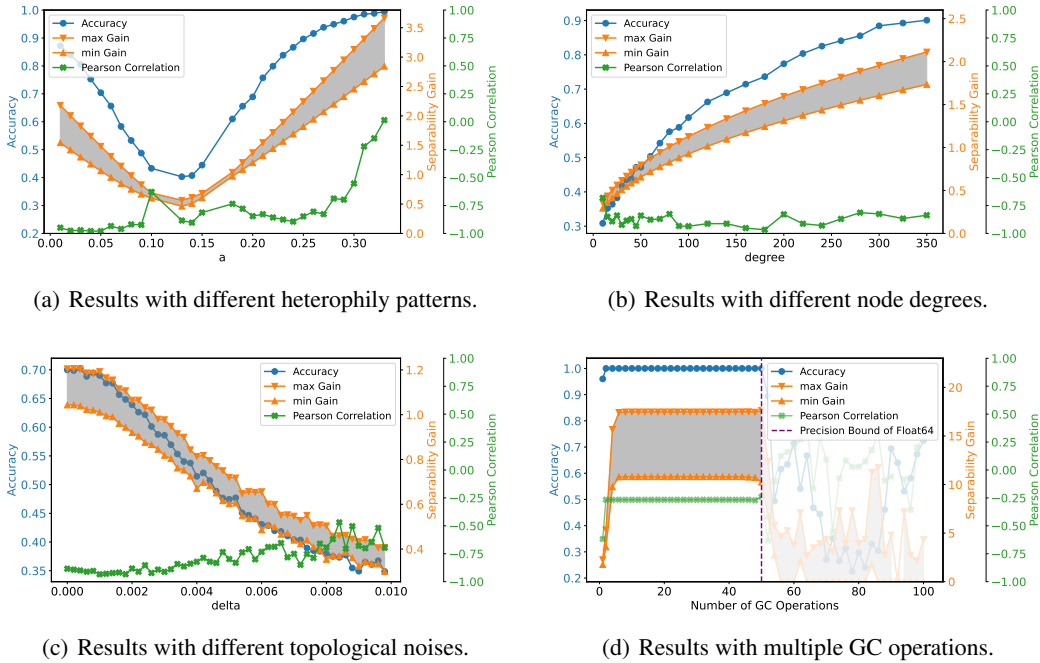 1.0
0.9
0.8
0.7
0.6
0.5
0.4
0.3
0.2
Accuracy
0.00 0.05 0.10 0.15 0.20 0.25 0.30
a
Accuracy
max Gain
min Gain
Pearson Correlation
3.5
3.0
2.5
2.0
1.5
1.0
0.5
0.0
Separability Gain
1.00
0.75
0.50
0.25
0.00
−0.25
−0.50
−0.75
−1.00
Pearson Correlation
(a) Results with different heterophily patterns.
0.9
0.8
0.7
0.6
0.5
0.4
0.3
Accuracy
0 50 100 150 200 250 300 350
degree
Accuracy
max Gain
min Gain
Pearson Correlation
2.5
2.0
1.5
1.0
0.5
0.0
Separability Gain
1.00
0.75
0.50
0.25
0.00
−0.25
−0.50
−0.75
−1.00
Pearson Correlation
(b) Results with different node degrees.
0.70
0.65
0.60
0.55
0.50
0.45
0.40
0.35
Accuracy
0.000 0.002 0.004 0.006 0.008 0.010
delta
Accuracy
max Gain
min Gain
Pearson Correlation
1.2
1.0
0.8
0.6
0.4
Separability Gain
1.00
0.75
0.50
0.25
0.00
−0.25
−0.50
−0.75
−1.00
Pearson Correlation
(c) Results with different topological noises.
1.0
0.9
0.8
0.7
0.6
0.5
0.4
0.3
0.2
Accuracy
0 20 40 60 80 100
Number of GC Operations
Accuracy
max Gain
min Gain
Pearson Correlation
Precision Bound of Float64
20
15
10
5
0
Separability Gain
1.00
0.75
0.50
0.25
0.00
−0.25
−0.50
−0.75
−1.00
Pearson Correlation
(d) Results with multiple GC operations.